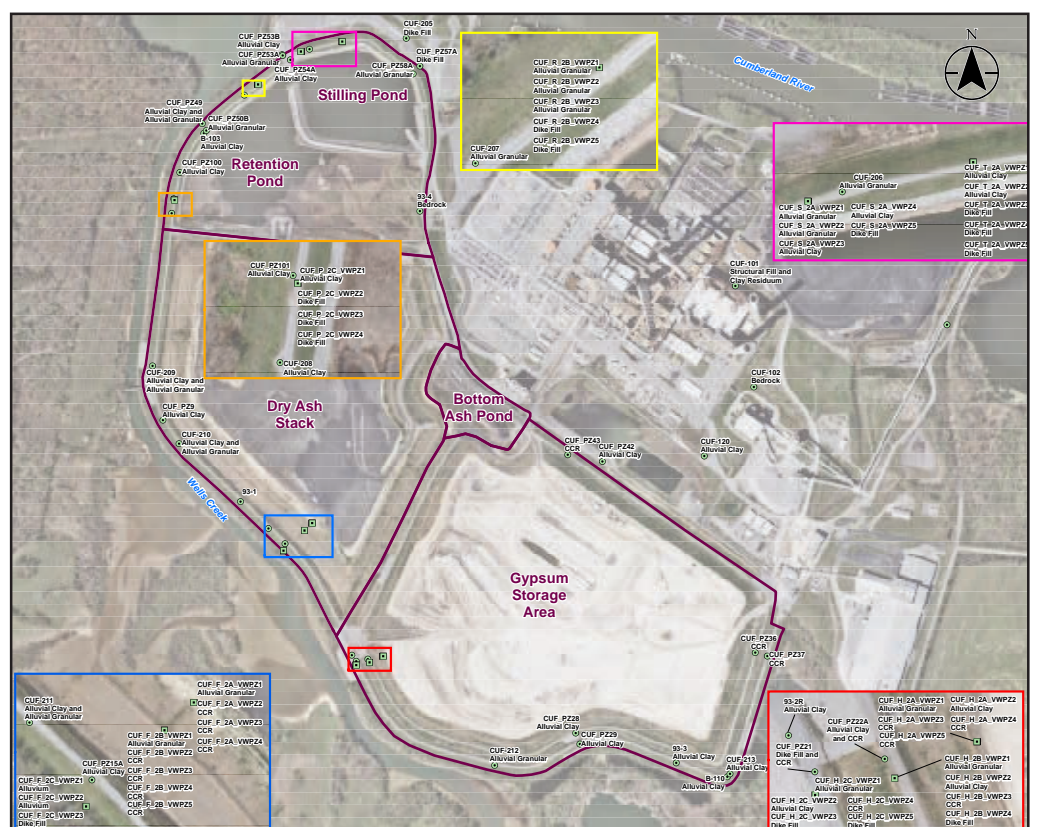 CUF-205
Dike Fill
CUF_PZ53B
Alluvial Clay
CUF_PZ53A
Alluvial Granular
CUF_PZ54A
Alluvial Clay
CUF_PZ57A
Dike Fill
CUF_PZ58A
Alluvial Granular
Stilling Pond
CUF_PZ49
Alluvial Clay and
Alluvial Granular
CUF_PZ50B
Alluvial Granular
B-103
Alluvial Clay
CUF_PZ100
Alluvial Clay
Retention
Pond
93-4
Bedrock
CUF_R_2B_VWPZ1
Alluvial Granular
CUF_R_2B_VWPZ2
Alluvial Granular
CUF_R_2B_VWPZ3
Alluvial Granular
CUF_R_2B_VWPZ4
Dike Fill
CUF_R_2B_VWPZ5
Dike Fill
CUF-207
Alluvial Granular
Cumberland River
N
CUF-206
Alluvial Granular
CUF_S_2A_VWPZ1
Alluvial Granular
CUF_S_2A_VWPZ2
Alluvial Granular
CUF_S_2A_VWPZ3
Alluvial Clay
CUF_S_2A_VWPZ4
Alluvial Clay
CUF_S_2A_VWPZ5
Dike Fill
Alluvial Clay
Alluvial Clay
Dike Fill
Dike Fill
Dike Fill
CUF_PZ101
Alluvial Clay
CUF_P_2C_VWPZ1
Alluvial Clay
CUF_P_2C_VWPZ2
Dike Fill
CUF_P_2C_VWPZ3
Dike Fill
CUF_P_2C_VWPZ4
Dike Fill
CUF-208
Alluvial Clay
CUF-101
Structural Fill and
Clay Residuum
CUF-102
Bedrock
CUF-120
Alluvial Clay
CUF-209
Alluvial Clay and
Alluvial Granular
CUF_PZ9
Alluvial Clay
CUF-210
Alluvial Clay and
Alluvial Granular
Dry Ash
Stack
Bottom
Ash Pond
CUF_PZ43
CCR
CUF_PZ42
Alluvial Clay
93-1
Wells Creek
Gypsum
Storage
Area
CUF_PZ36
CCR
CUF_PZ37
CCR
CUF_PZ28
Alluvial Clay
CUF_PZ29
Alluvial Clay
CUF-212
Alluvial Granular
93-3
Alluvial Clay
CUF-213
Alluvial Clay
B-110
Alluvial Clay
CUF-211
Alluvial Clay and
Alluvial Granular
CUF_F_2A_VWPZ1
Alluvial Granular
CUF_F_2A_VWPZ2
CCR
CUF_F_2A_VWPZ3
CCR
CUF_F_2A_VWPZ4
CCR
CUF_F_2B_VWPZ1
Alluvial Granular
CUF_F_2B_VWPZ2
CCR
CUF_F_2B_VWPZ3
CCR
CUF_F_2B_VWPZ4
CCR
CUF_F_2B_VWPZ5
CCR
CUF_PZ15A
Alluvial Clay
CUF_F_2C_VWPZ1
Alluvium
CUF_F_2C_VWPZ2
Alluvium
CUF_F_2C_VWPZ3
Dike Fill
93-2R
Alluvial Clay
CUF_PZ22A
Alluvial Clay
and CCR
CUF_PZ21
Dike Fill and
CCR
CUF_H_2A_VWPZ1
Alluvial Granular
CUF_H_2A_VWPZ2
Alluvial Clay
CUF_H_2A_VWPZ3
CCR
CUF_H_2A_VWPZ4
CCR
CUF_H_2A_VWPZ5
CCR
CUF_H_2B_VWPZ1
Alluvial Granular
CUF_H_2B_VWPZ2
Alluvial Clay
CUF_H_2B_VWPZ3
CCR
CUF_H_2B_VWPZ4
Dike Fill
CUF_H_2C_VWPZ1
Alluvial Granular
CUF_H_2C_VWPZ2
Alluvial Clay
CUF_H_2C_VWPZ3
Dike Fill
CUF_H_2C_VWPZ4
CCR
CUF_H_2C_VWPZ5
Dike Fill